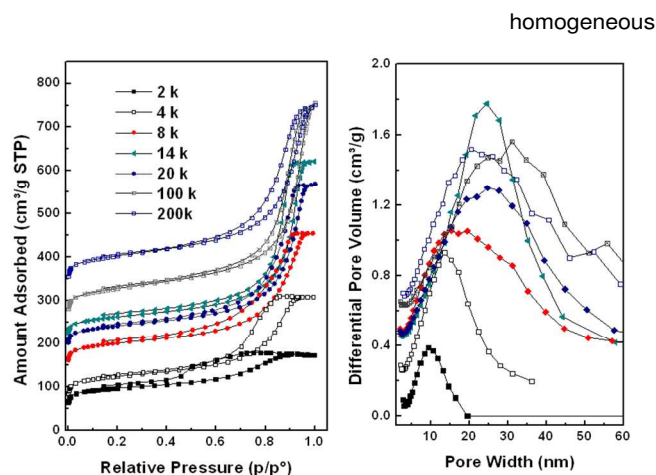 homogeneous
Amount Adsorbed (cm³/g STP)
850
800
700
600
500
400
300
200
100
0
2 k
4 k
8 k
14 k
20 k
100 k
200k
0.0
0.2
0.4
0.6
0.8
1.0
Relative Pressure (p/p°)
Differential Pore Volume (cm³/g)
2.0
1.6
1.2
0.8
0.4
0.0
10
20
30
40
50
60
Pore Width (nm)